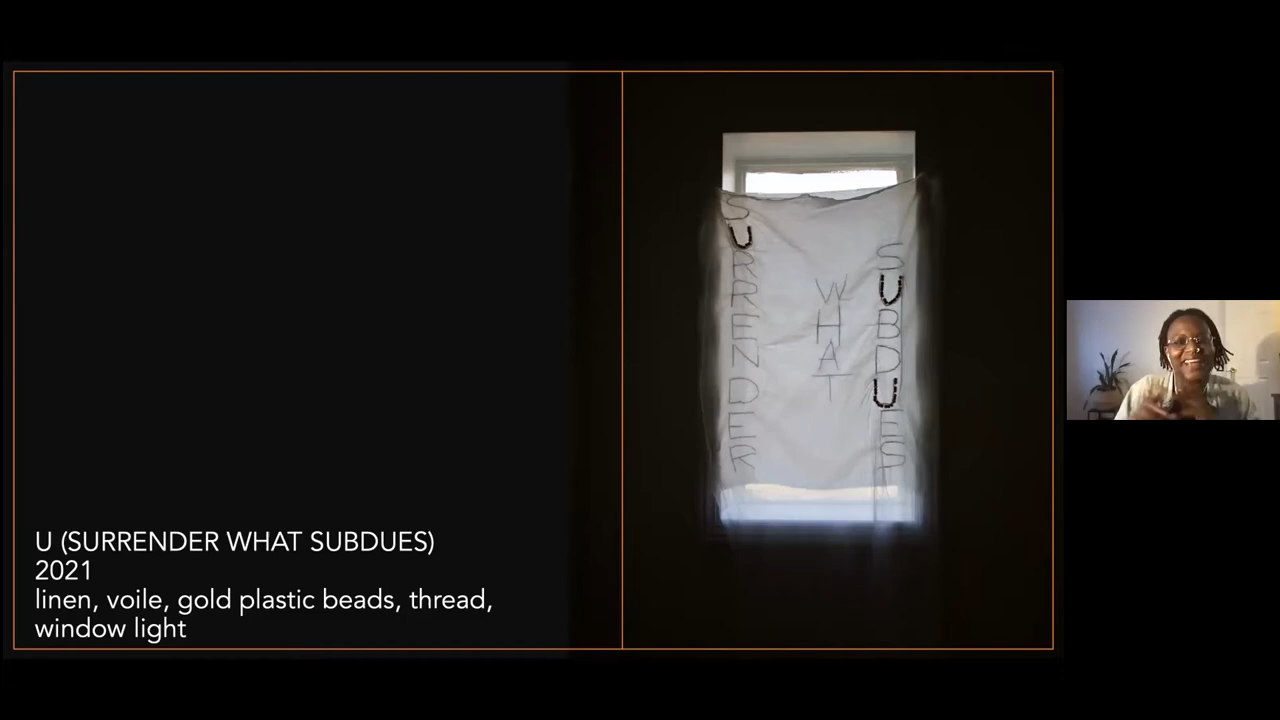 U (SURRENDER WHAT SUBDUES)
2021
linen, voile, gold plastic beads, thread,
window light
SURRENDER
WHAT
SUBDUES